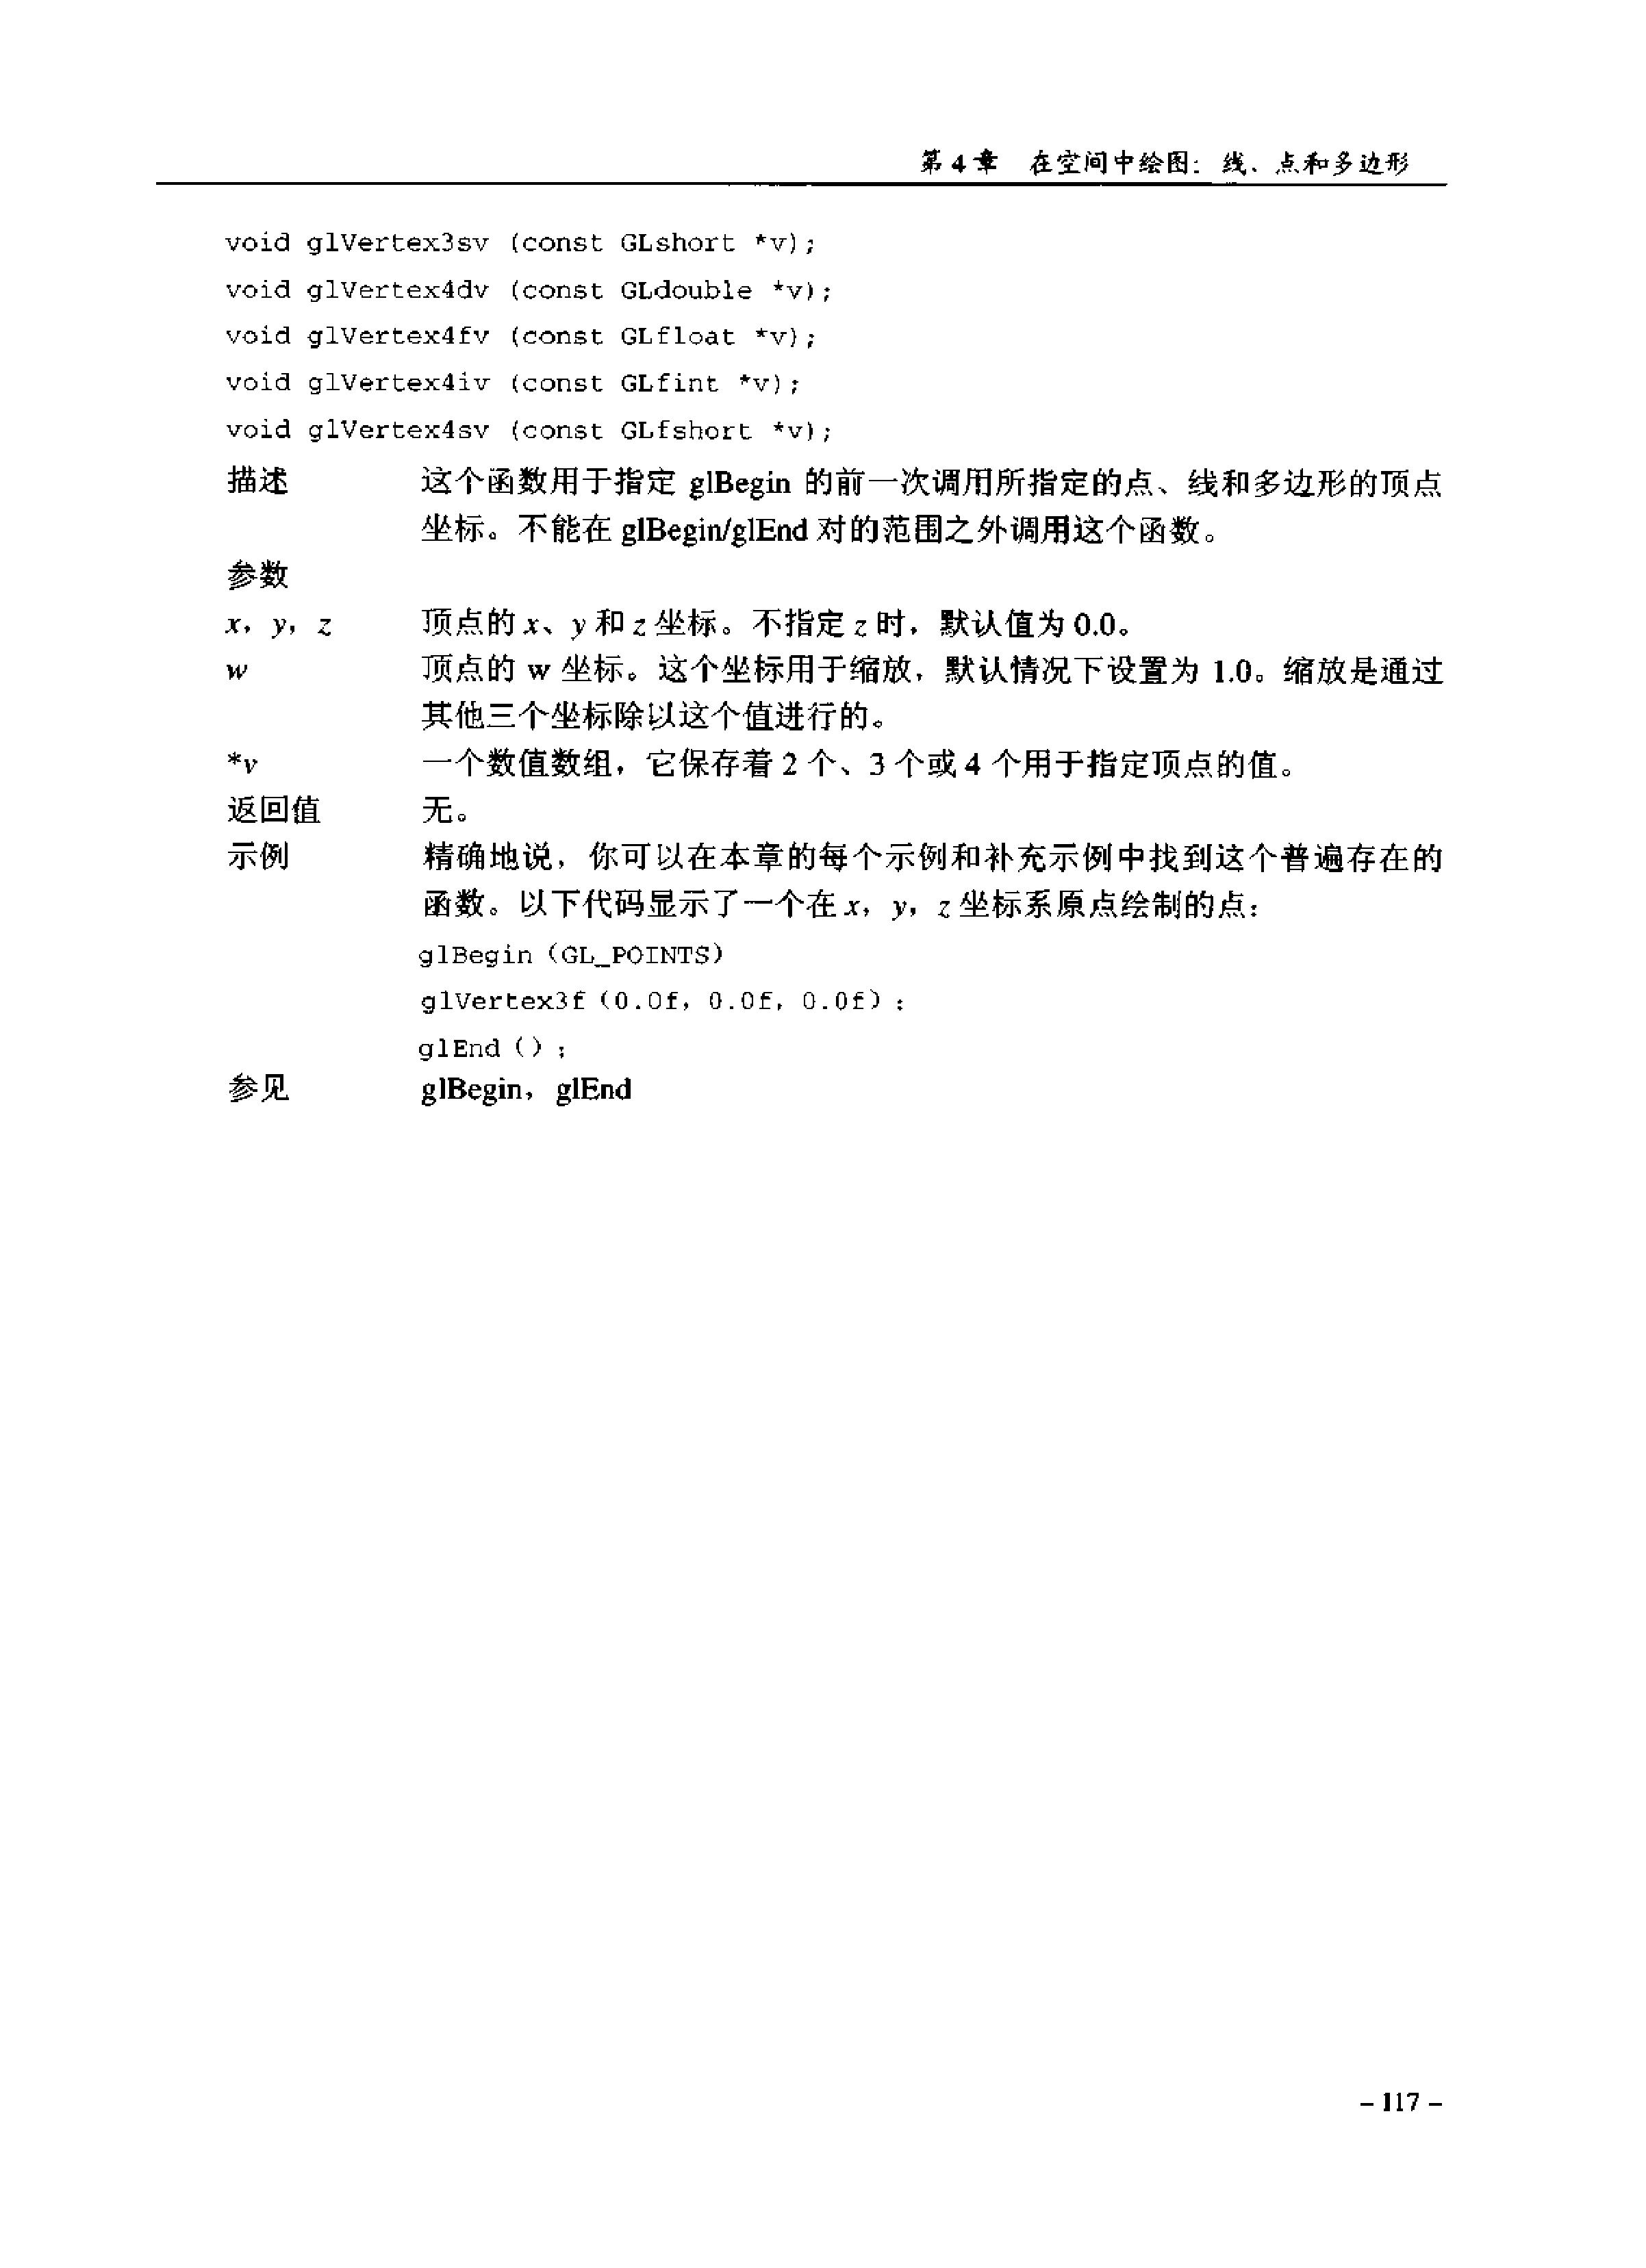 第 4 章 在空间中绘图：线、点和多边形
void glVertex3sv (const GLshort *v);
void glVertex4dv (const GLdouble *v);
void glVertex4fv (const GLfloat *v);
void glVertex4iv (const GLfint *v);
void glVertex4sv (const GLfshort *v);
描述 这个函数用于指定 glBegin 的前一次调用所指定的点、线和多边形的顶点
坐标。不能在 glBegin/glEnd 对的范围之外调用这个函数。
参数
x，y，z 顶点的 x、y 和 z 坐标。不指定 z 时，默认值为 0.0。
w 顶点的 w 坐标。这个坐标用于缩放，默认情况下设置为 1.0。缩放是通过
其他三个坐标除以这个值进行的。
*v 一个数值数组，它保存着 2 个、3 个或 4 个用于指定顶点的值。
返回值 无。
示例 精确地说，你可以在本章的每个示例和补充示例中找到这个普遍存在的
函数。以下代码显示了一个在 x，y，z 坐标系原点绘制的点：
glBegin（GL_POINTS）
glVertex3f（0.0f，0.0f，0.0f）；
glEnd（）；
参见 glBegin，glEnd
– 117 –